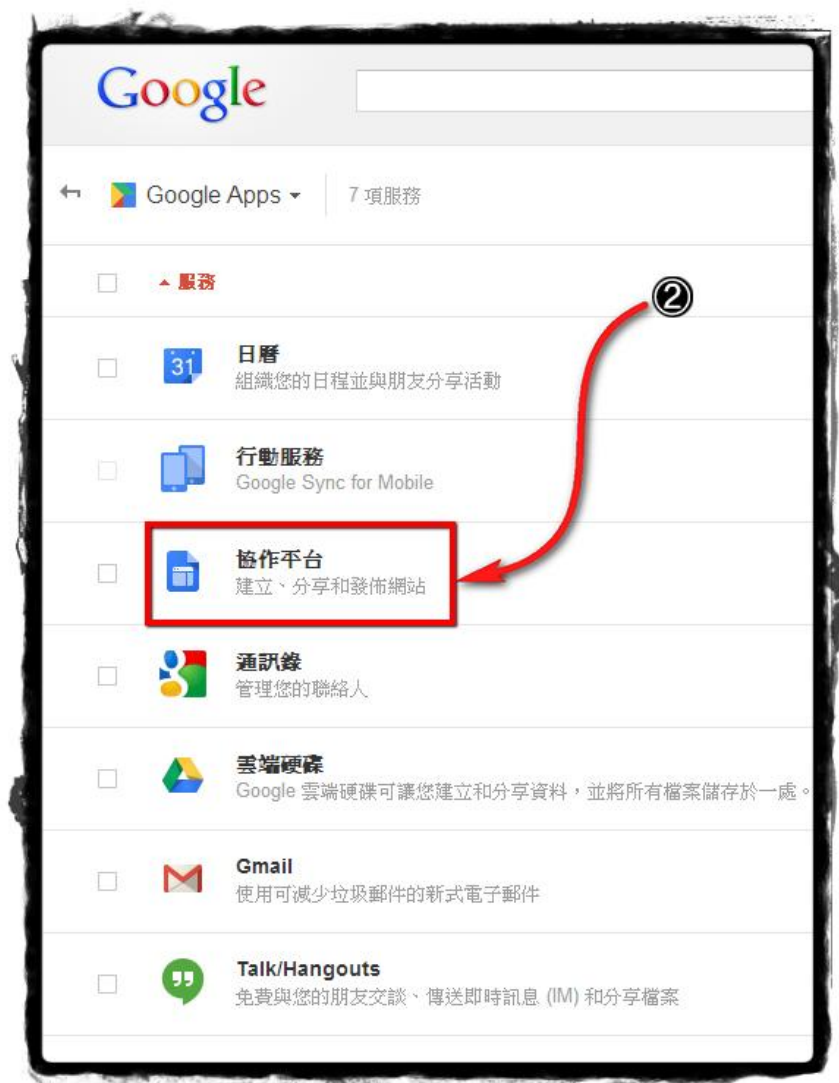 Google
Google Apps
7 項服務
服務
②
31
日曆
組織您的日程並與朋友分享活動
行動服務
Google Sync for Mobile
協作平台
建立、分享和發佈網站
通訊錄
管理您的聯絡人
雲端硬碟
Google 雲端硬碟可讓您建立和分享資料，並將所有檔案儲存於一處。
Gmail
使用可減少垃圾郵件的新式電子郵件
Talk/Hangouts
免費與您的朋友交談、傳送即時訊息 (IM) 和分享檔案